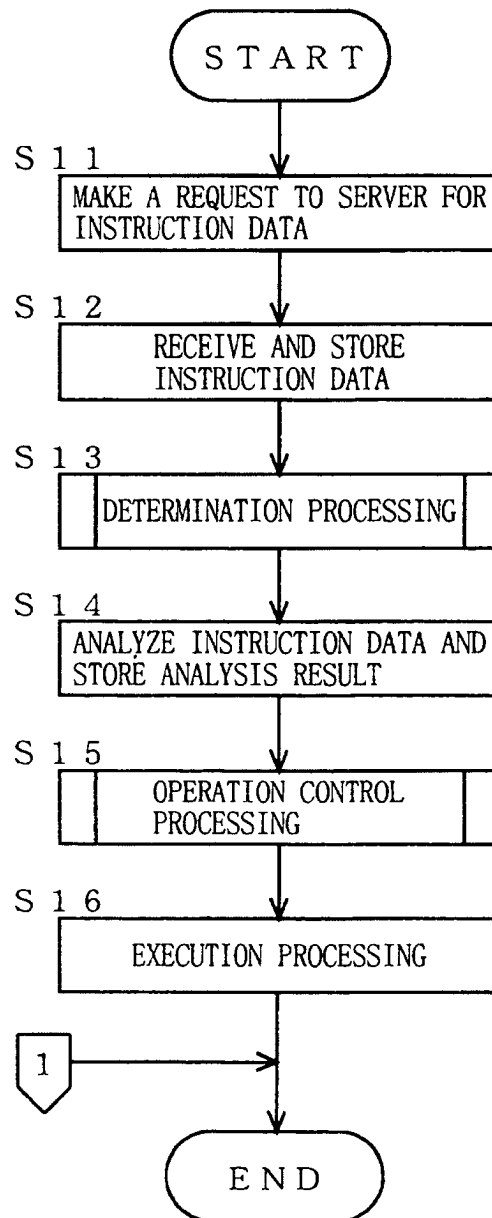 START
S11
MAKE A REQUEST TO SERVER FOR
INSTRUCTION DATA
S12
RECEIVE AND STORE
INSTRUCTION DATA
S13
DETERMINATION PROCESSING
S14
ANALYZE INSTRUCTION DATA AND
STORE ANALYSIS RESULT
S15
OPERATION CONTROL
PROCESSING
S16
EXECUTION PROCESSING
1
END